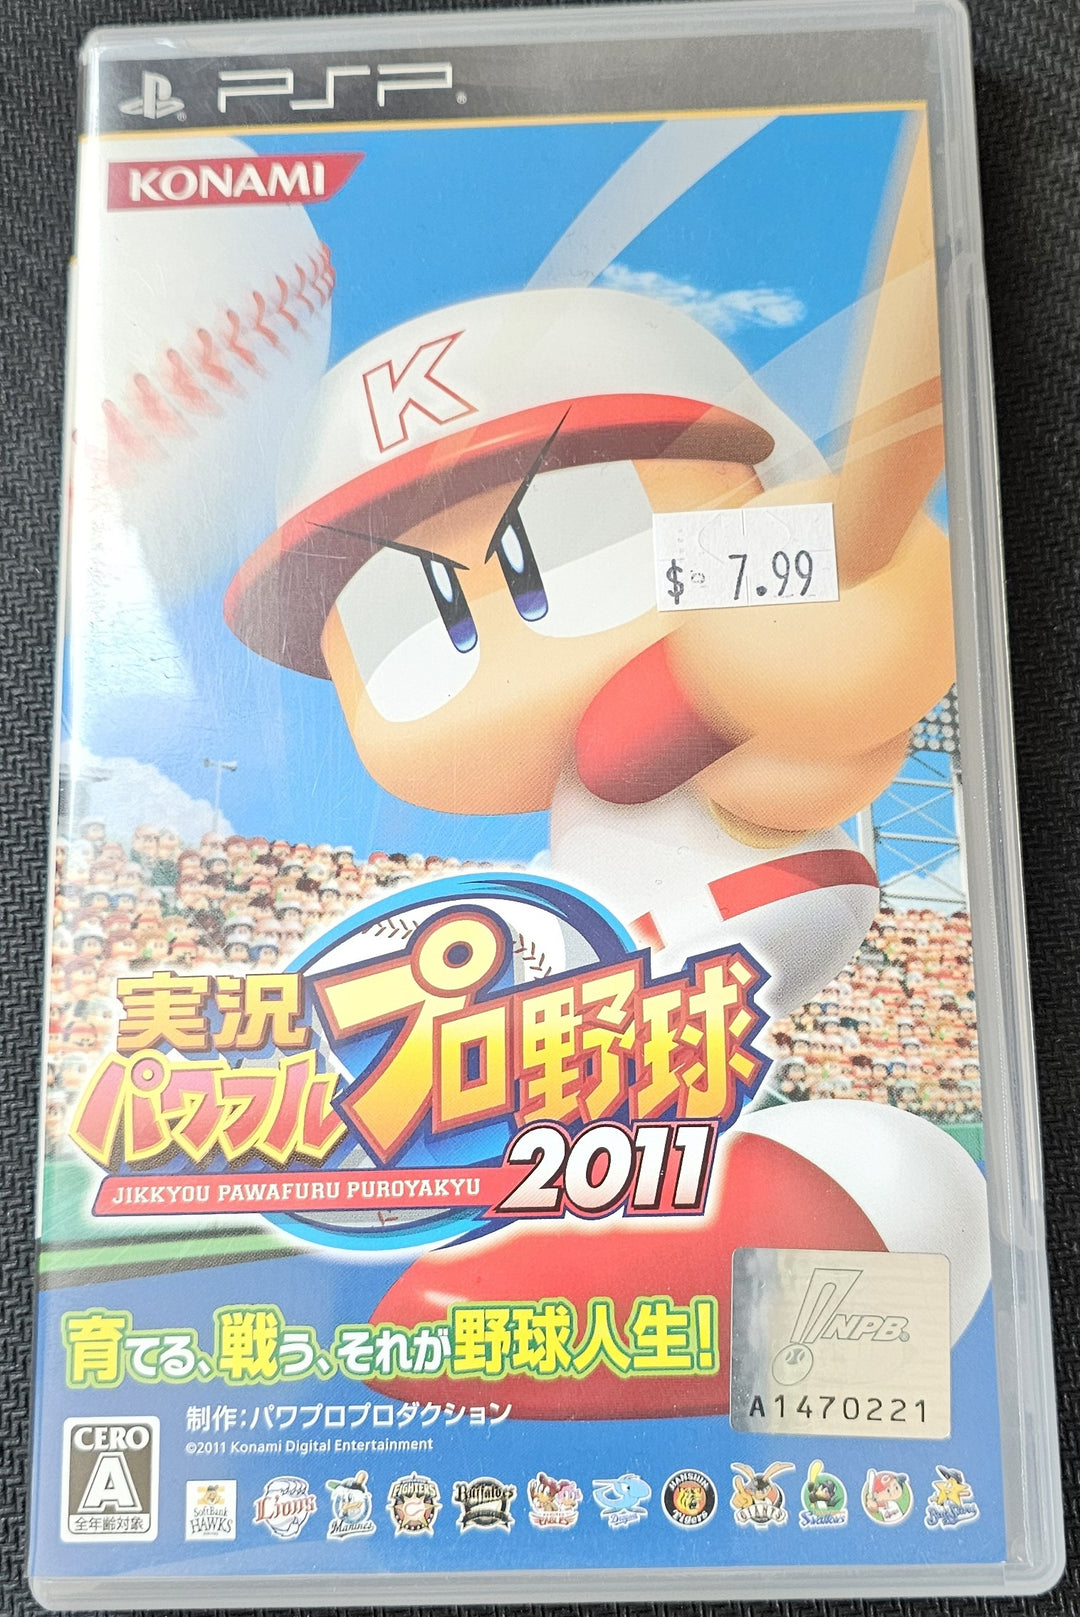 PSP®
KONAMI
K
$ 7.99
実況
パワフル
プロ野球
2011
JIKKYOU PAWAFURU PUROYAKYU
育てる、戦う、それが野球人生!
NPB®
A1470221
制作:パワプロプロダクション
©2011 Konami Digital Entertainment
CERO
A
全年齢対象
SoftBank
HAWKS
Lions
Marines
FIGHTERS
Buffaloes
EAGLES
Dragons
HANSHIN
Tigers
Swallows
BayStars